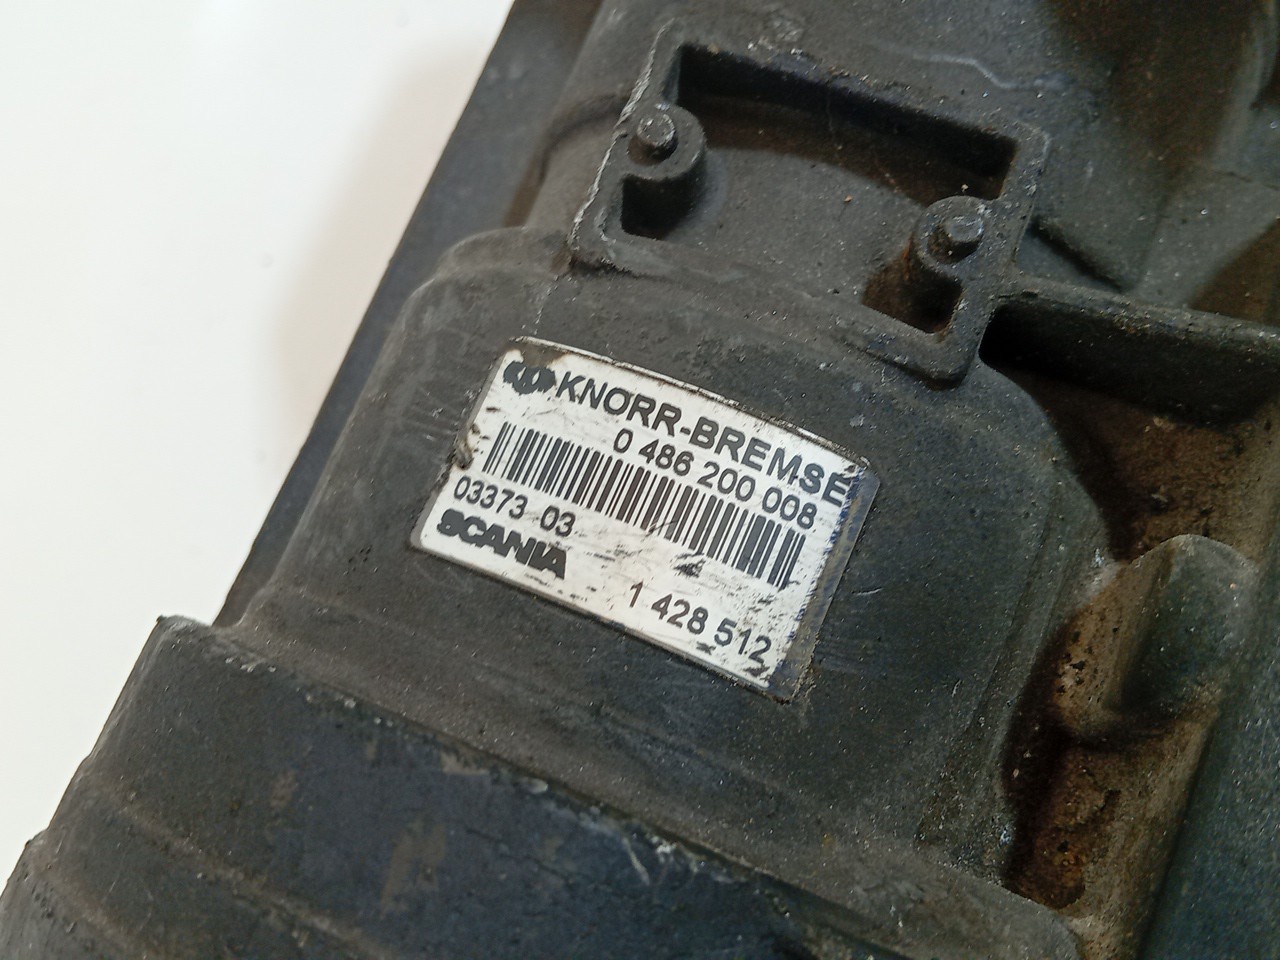 KNORR-BREMSE
0 486 200 008
03373 03
SCANIA
1 428 512